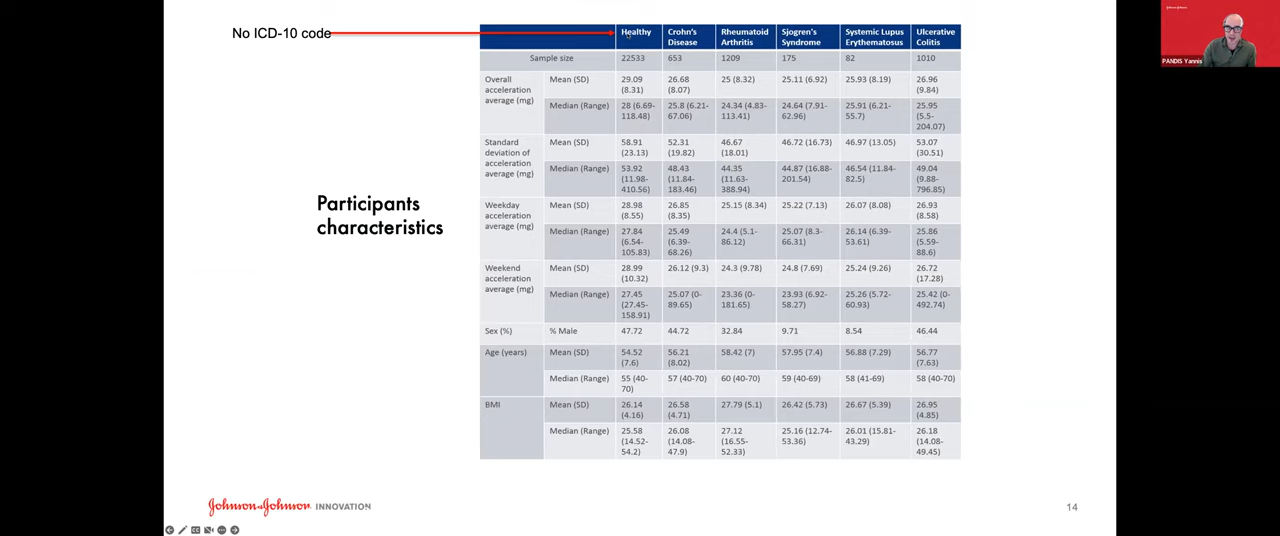 No ICD-10 code
Participants
characteristics
Healthy Crohn's Disease Rheumatoid Arthritis Sjogren's Syndrome Systemic Lupus Erythematosus Ulcerative Colitis
Sample size 22533 653 1209 175 82 1010
Overall acceleration average (mg) Mean (SD) 29.09 (8.31) 26.68 (8.07) 25 (8.32) 25.11 (6.92) 25.93 (8.19) 26.96 (9.84)
Median (Range) 28 (6.69-118.48) 25.8 (6.21-67.06) 24.34 (4.83-113.41) 24.64 (7.91-62.96) 25.91 (6.21-55.7) 25.95 (5.5-204.07)
Standard deviation of acceleration average (mg) Mean (SD) 58.91 (23.13) 52.31 (19.82) 46.67 (18.01) 46.72 (16.73) 46.97 (13.05) 53.07 (30.51)
Median (Range) 53.92 (11.98-410.56) 48.43 (11.84-183.46) 44.35 (11.63-388.94) 44.87 (16.88-201.54) 46.54 (11.84-82.5) 49.04 (9.88-796.85)
Weekday acceleration average (mg) Mean (SD) 28.98 (8.55) 26.85 (8.35) 25.15 (8.34) 25.22 (7.13) 26.07 (8.08) 26.93 (8.58)
Median (Range) 27.84 (6.54-105.83) 25.49 (6.39-68.26) 24.4 (5.1-86.12) 25.07 (8.3-66.31) 26.14 (6.39-53.61) 25.86 (5.59-88.6)
Weekend acceleration average (mg) Mean (SD) 28.99 (10.32) 26.12 (9.3) 24.3 (9.78) 24.8 (7.69) 25.24 (9.26) 26.72 (17.28)
Median (Range) 27.45 (27.45-158.91) 25.07 (0-89.65) 23.36 (0-181.65) 23.93 (6.92-58.27) 25.26 (5.72-60.93) 25.42 (0-492.74)
Sex (%) % Male 47.72 44.72 32.84 9.71 8.54 46.44
Age (years) Mean (SD) 54.52 (7.6) 56.21 (8.02) 58.42 (7) 57.95 (7.4) 56.88 (7.29) 56.77 (7.63)
Median (Range) 55 (40-70) 57 (40-70) 60 (40-70) 59 (40-69) 58 (41-69) 58 (40-70)
BMI Mean (SD) 26.14 (4.16) 26.58 (4.71) 27.79 (5.1) 26.42 (5.73) 26.67 (5.39) 26.95 (4.85)
Median (Range) 25.58 (14.52-54.2) 26.08 (14.08-47.9) 27.12 (16.55-52.33) 25.16 (12.74-53.36) 26.01 (15.81-43.29) 26.18 (14.08-49.45)
Johnson & Johnson INNOVATION
14
PANDIS Yannis